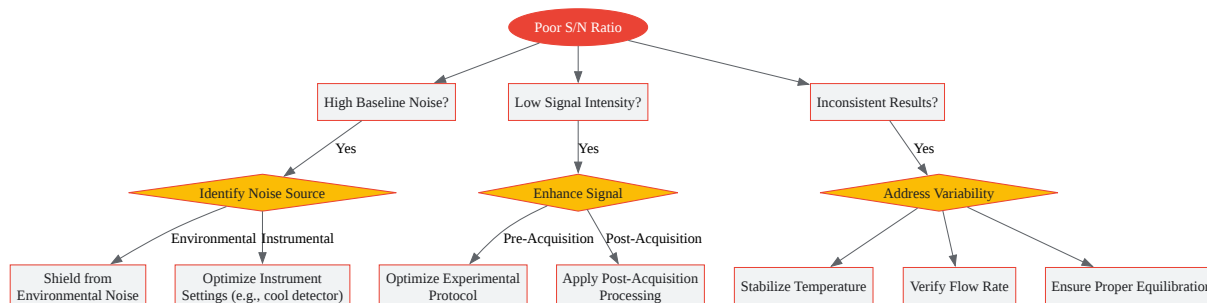 Poor S/N Ratio
High Baseline Noise?
Low Signal Intensity?
Inconsistent Results?
Yes
Yes
Yes
Identify Noise Source
Enhance Signal
Address Variability
Environmental
Instrumental
Pre-Acquisition
Post-Acquisition
Shield from
Environmental Noise
Optimize Instrument
Settings (e.g., cool detector)
Optimize Experimental
Protocol
Apply Post-Acquisition
Processing
Stabilize Temperature
Verify Flow Rate
Ensure Proper Equilibration